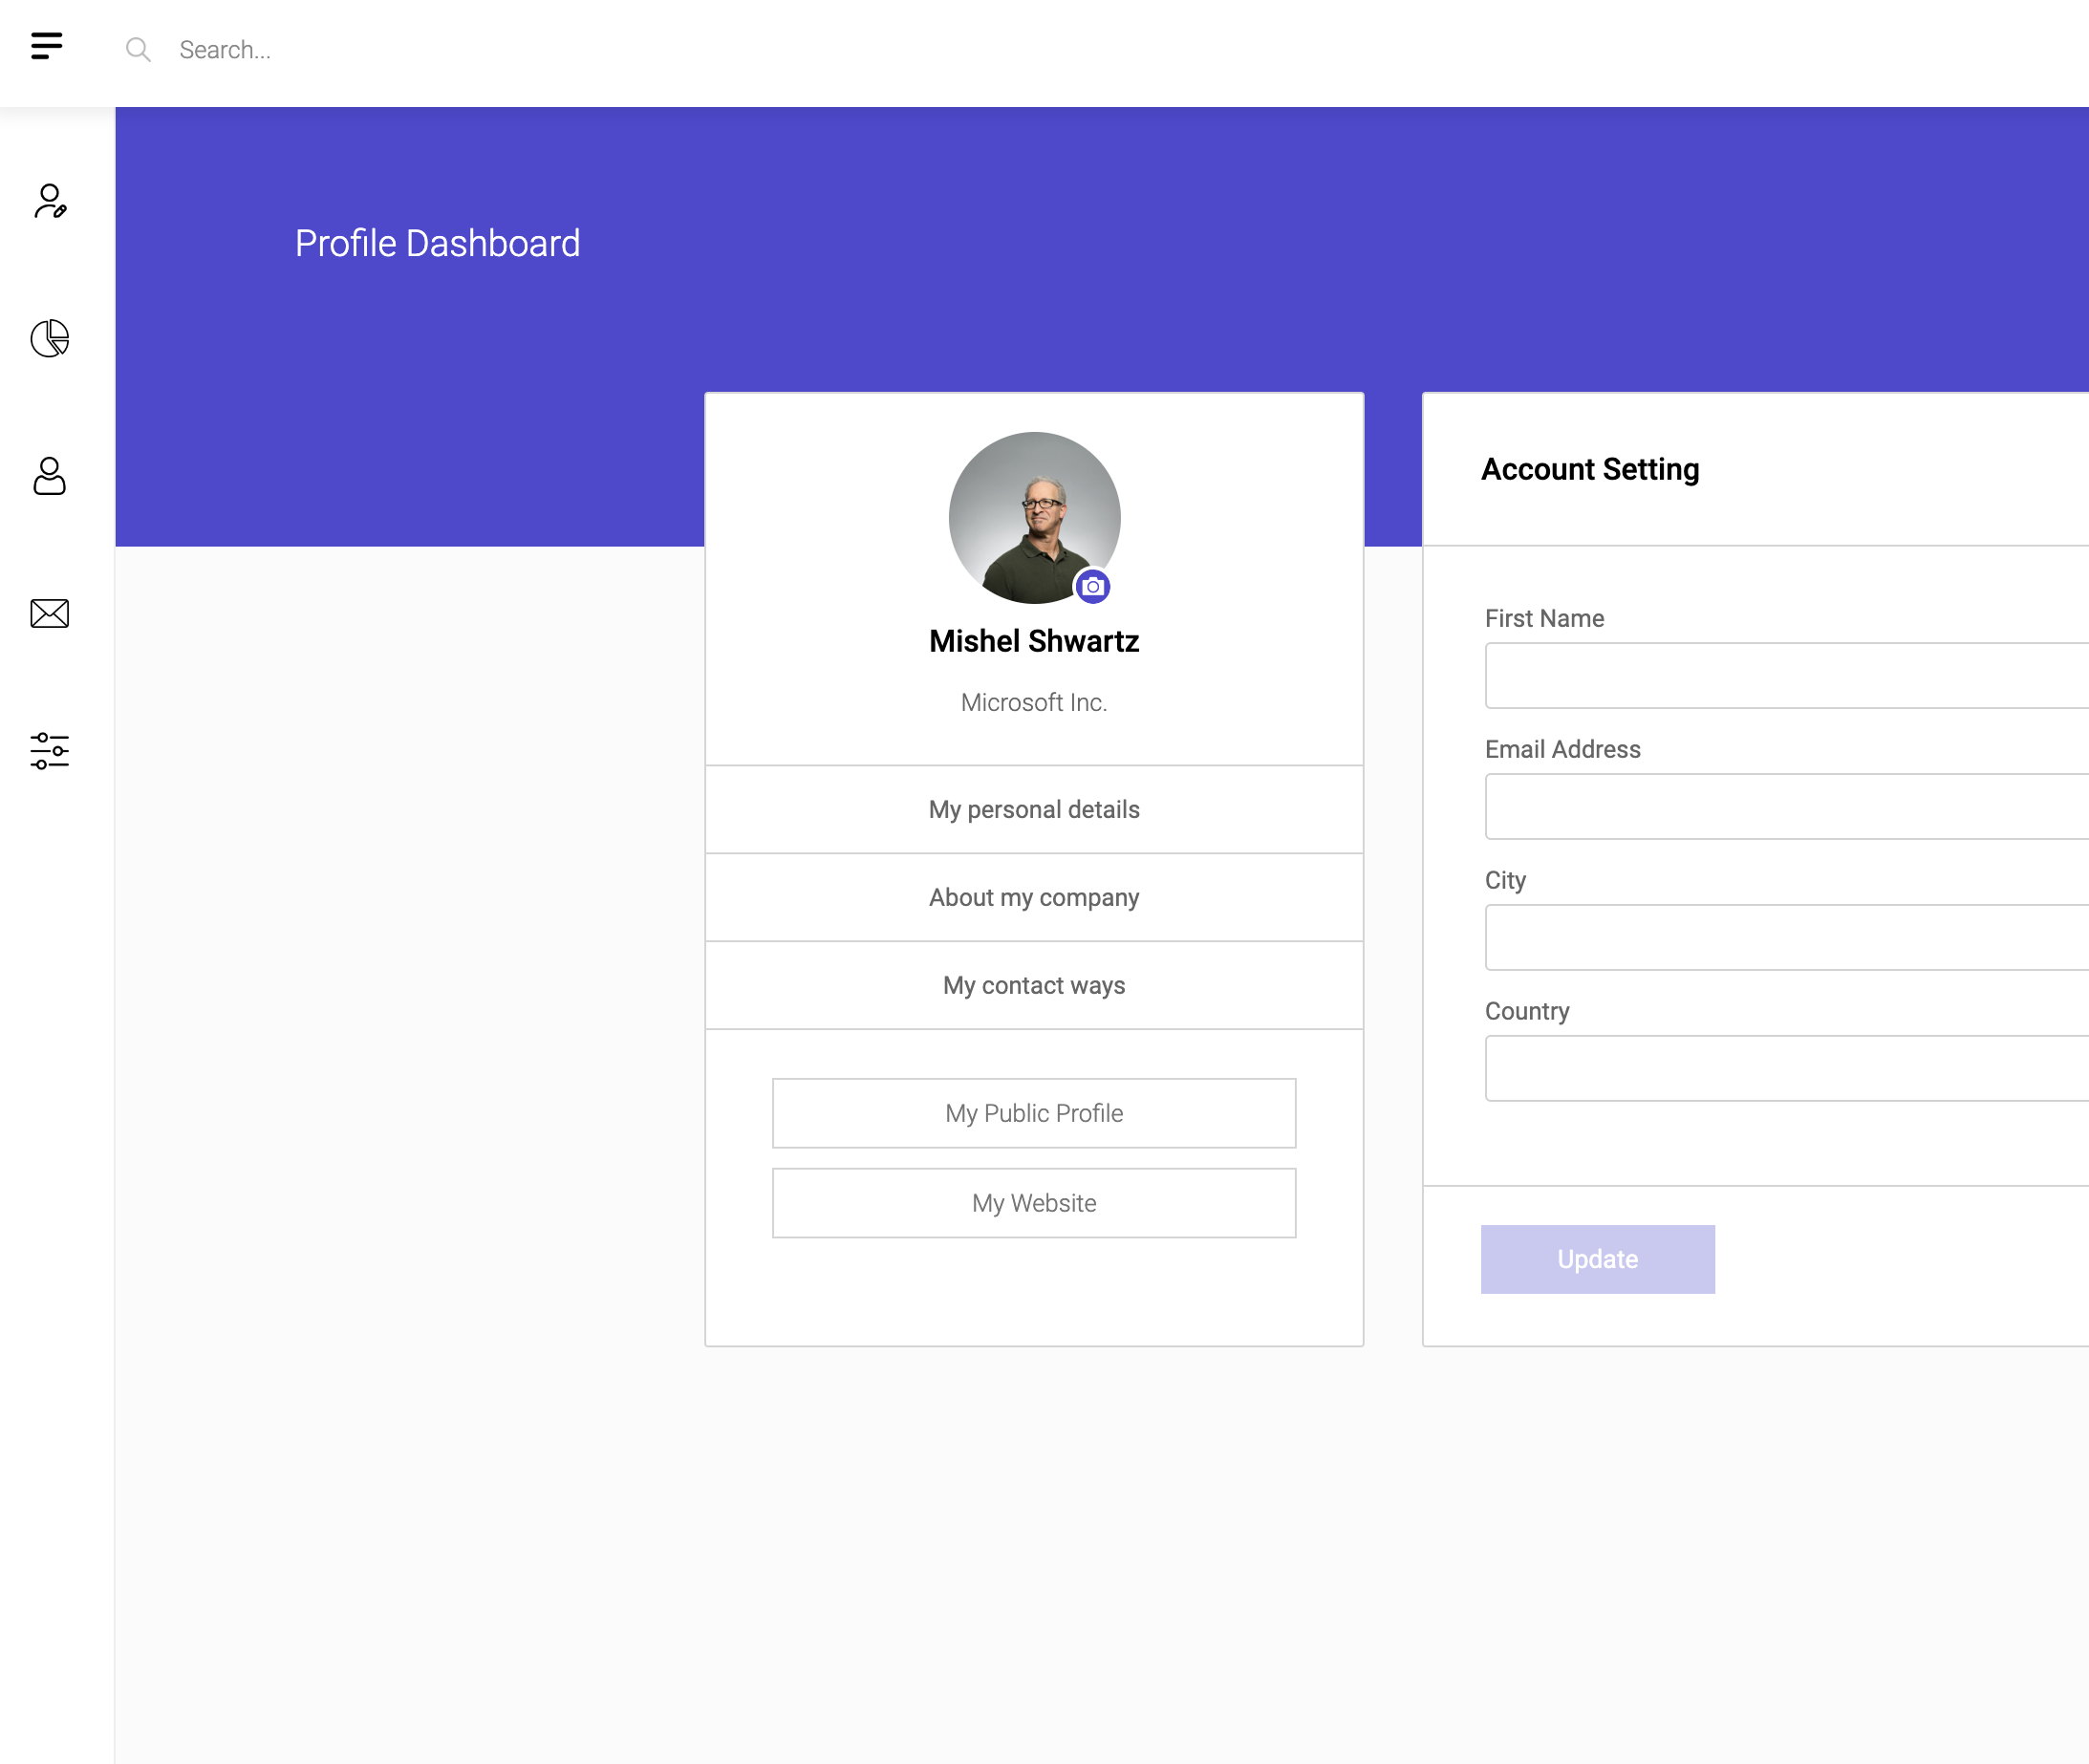 Search...
Profile Dashboard
Mishel Shwartz
Microsoft Inc.
My personal details
About my company
My contact ways
My Public Profile
My Website
Account Setting
First Name
Email Address
City
Country
Update